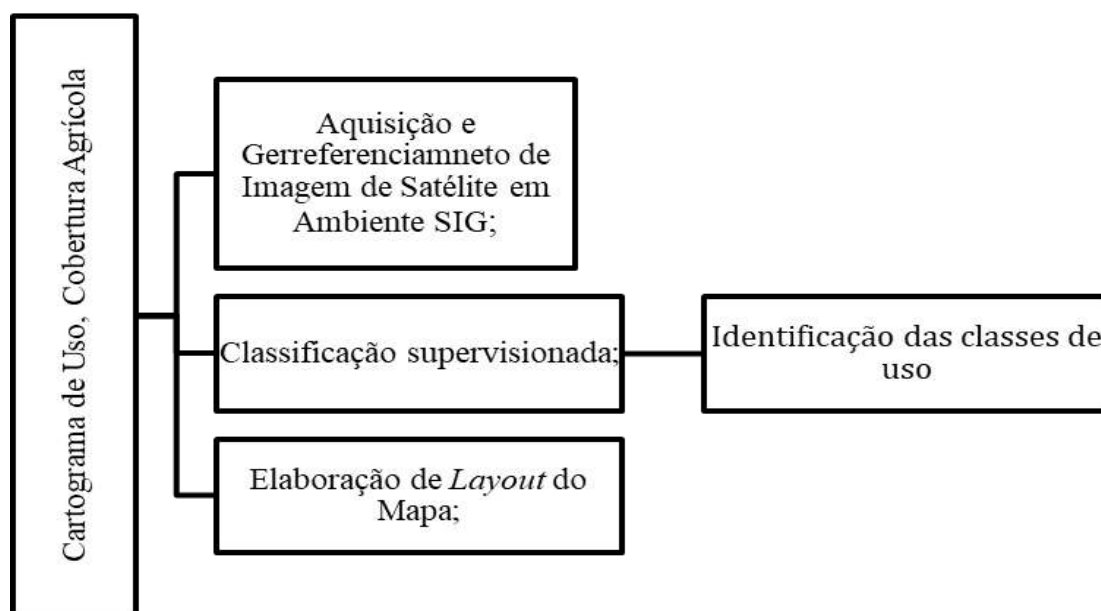 Cartograma de Uso, Cobertura Agrícola
Aquisição e
Gerreferenciamneto de
Imagem de Satélite em
Ambiente SIG;
Classificação supervisionada;
Identificação das classes de
uso
Elaboração de Layout do
Mapa;